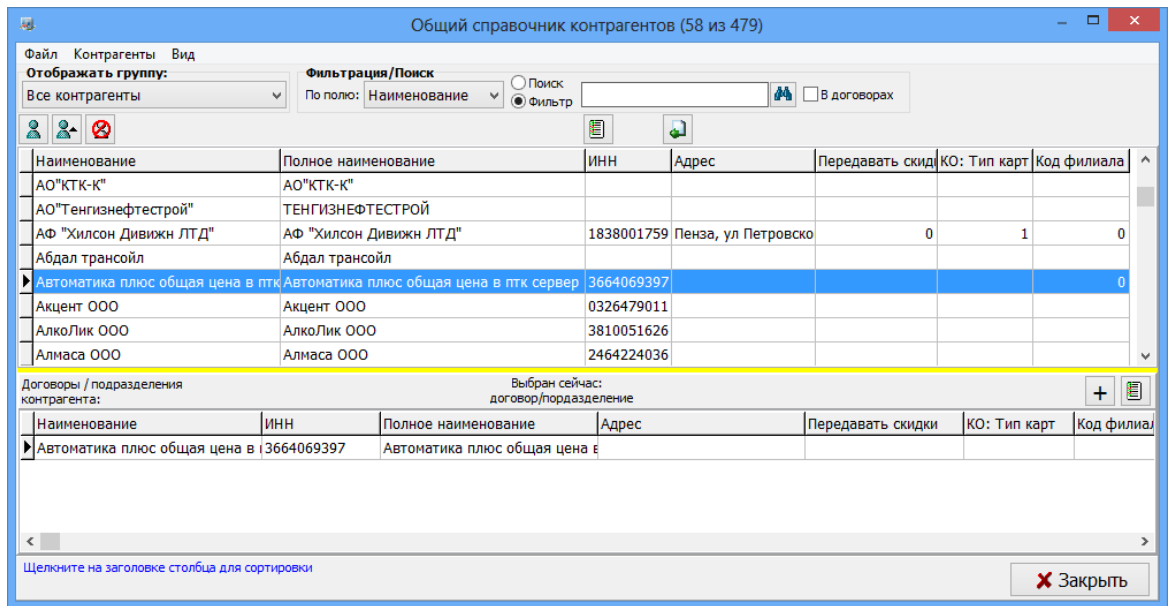 Общий справочник контрагентов (58 из 479)
Файл Контрагенты Вид
Отображать группу: Фильтрация/Поиск
Все контрагенты По полю: Наименование Поиск Фильтр В договорах
Наименование Полное наименование ИНН Адрес Передавать скид КО: Тип карт Код филиала
АО"КТК-К" АО"КТК-К"
АО"Тенгизнефтестрой" ТЕНГИЗНЕФТЕСТРОЙ
АФ "Хилсон Дивижн ЛТД" АФ "Хилсон Дивижн ЛТД" 1838001759 Пенза, ул Петровско 0 1 0
Абдал трансойл Абдал трансойл
Автоматика плюс общая цена в птк Автоматика плюс общая цена в птк сервер 3664069397 0
Акцент ООО Акцент ООО 0326479011
АлкоЛик ООО АлкоЛик ООО 3810051626
Алмаса ООО Алмаса ООО 2464224036
Договоры / подразделения Выбран сейчас:
контрагента: договор/пордазделение
Наименование ИНН Полное наименование Адрес Передавать скидки КО: Тип карт Код филиал
Автоматика плюс общая цена в 3664069397 Автоматика плюс общая цена в
Щелкните на заголовке столбца для сортировки
Закрыть